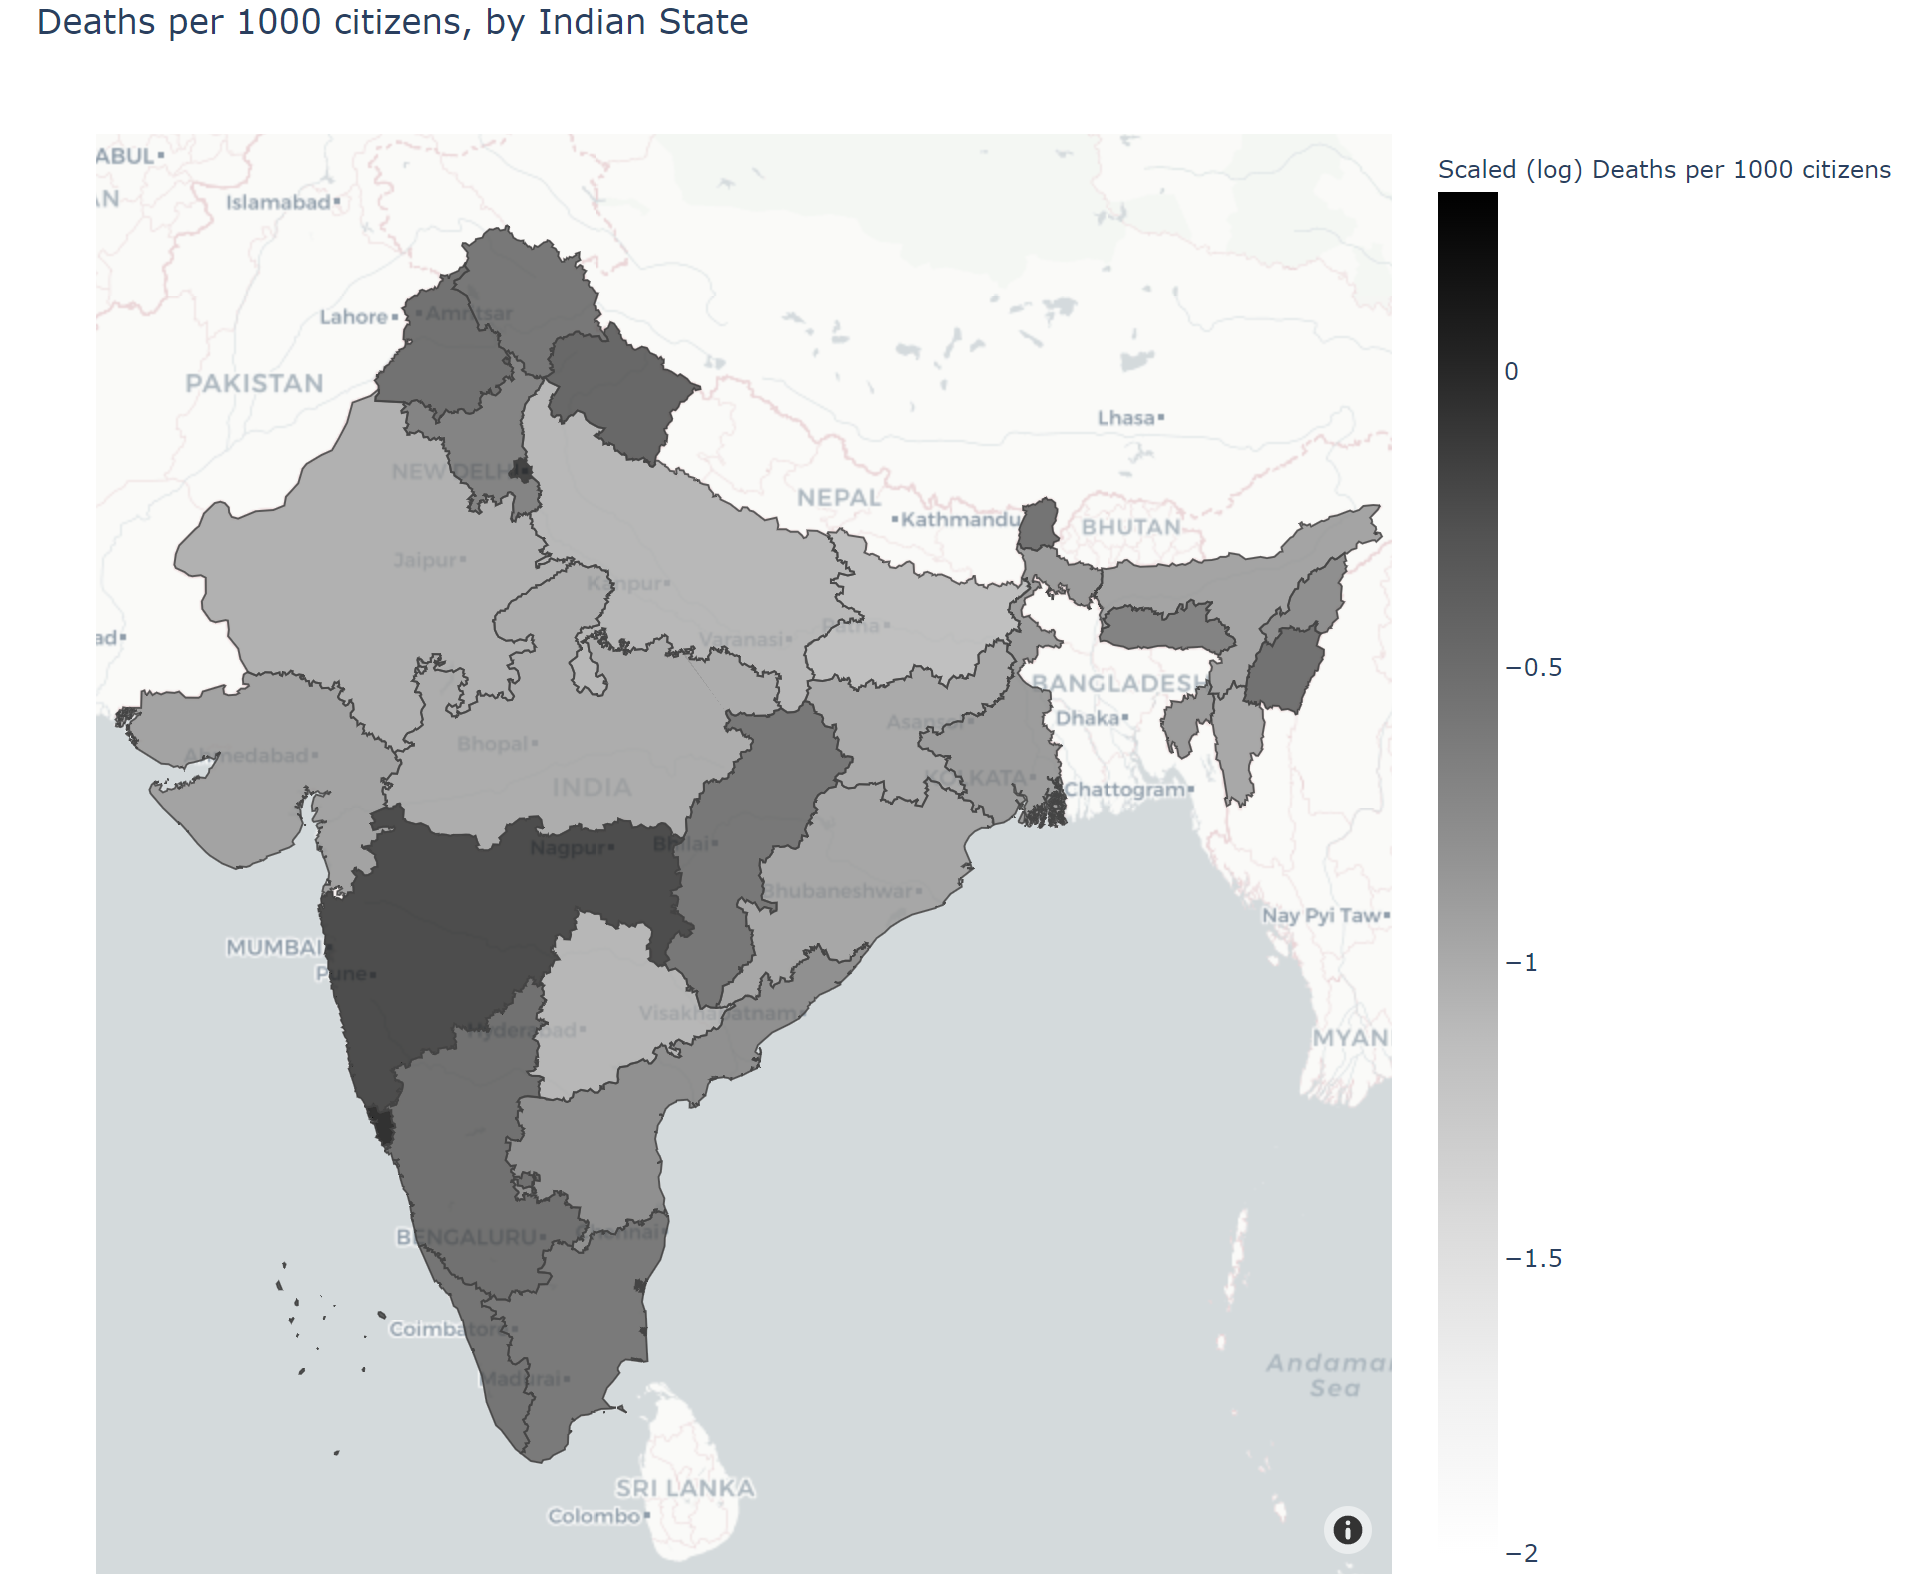 Deaths per 1000 citizens, by Indian State
Scaled (log) Deaths per 1000 citizens
0
−0.5
−1
−1.5
−2
ABUL
AN
Islamabad
Lahore
Amritsar
PAKISTAN
Lhasa
NEW DELHI
NEPAL
Kathmandu
BHUTAN
Jaipur
Kanpur
ad
Varanasi
Patna
BANGLADESH
Dhaka
Asansol
Ahmedabad
Bhopal
INDIA
KOLKATA
Chattogram
Nagpur
Bhilai
Bhubaneshwar
Nay Pyi Taw
MUMBAI
Pune
Visakhapatnam
Hyderabad
MYAN
BENGALURU
Chennai
Coimbatore
Madurai
Andaman
Sea
SRI LANKA
Colombo